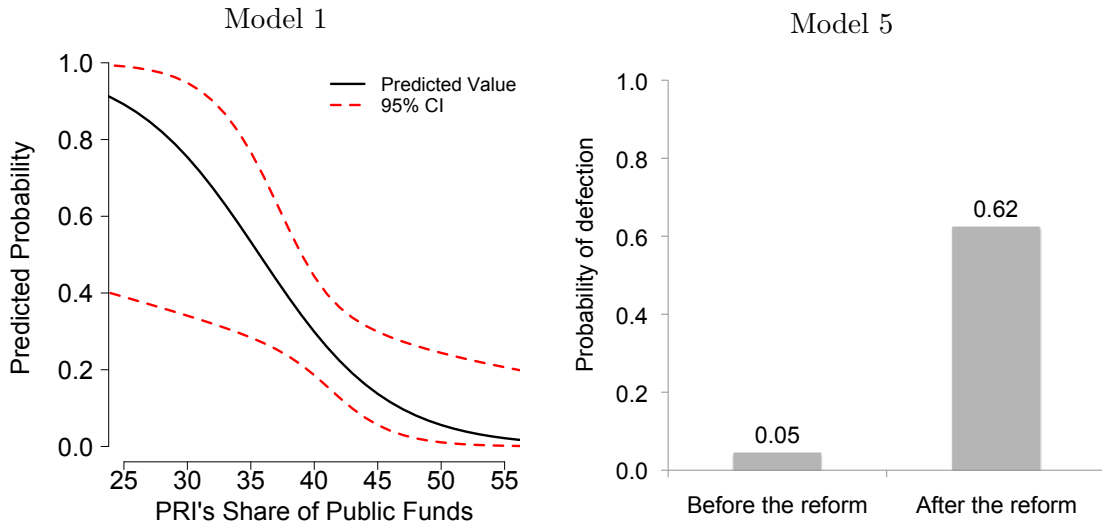 Model 1
Predicted Probability
1.0
0.8
0.6
0.4
0.2
0.0
Predicted Value
95% CI
25 30 35 40 45 50 55
PRI's Share of Public Funds
Model 5
Probability of defection
1.0
0.8
0.6
0.4
0.2
0.0
0.05
0.62
Before the reform After the reform